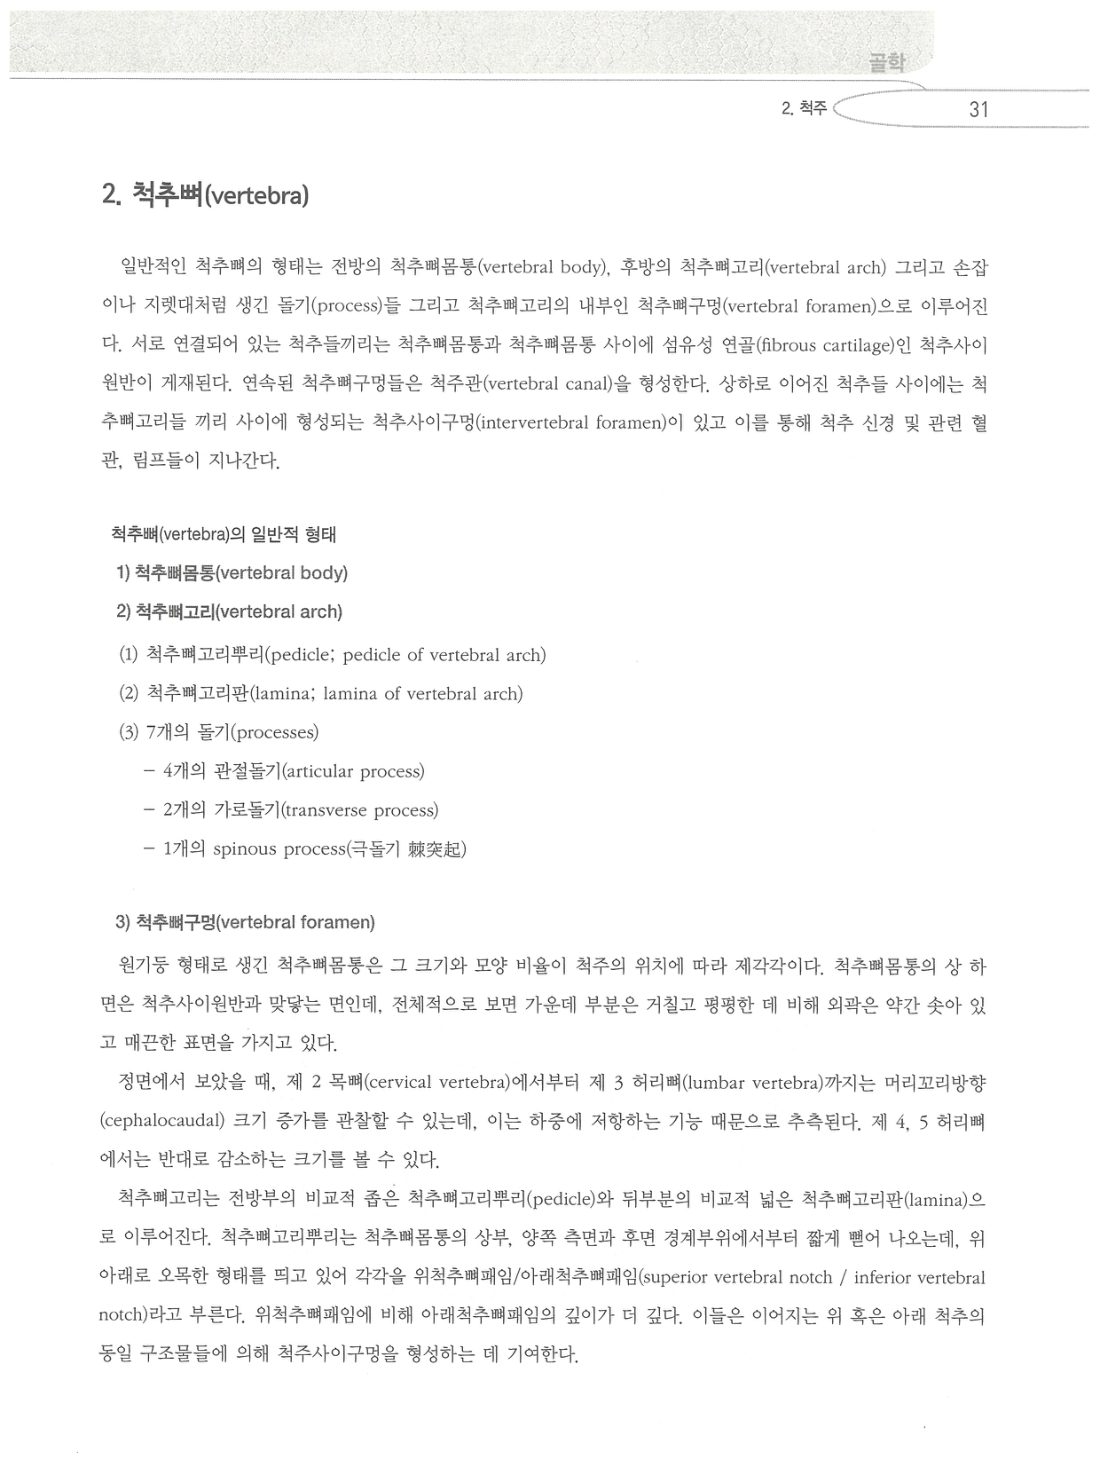 골학
2. 척주
31
2. 척추뼈(vertebra)
일반적인 척추뼈의 형태는 전방의 척추뼈몸통(vertebral body), 후방의 척추뼈고리(vertebral arch) 그리고 손잡
이나 지렛대처럼 생긴 돌기(process)들 그리고 척추뼈고리의 내부인 척추뼈구멍(vertebral foramen)으로 이루어진
다. 서로 연결되어 있는 척추들끼리는 척추뼈몸통과 척추뼈몸통 사이에 섬유성 연골(fibrous cartilage)인 척추사이
원반이 게재된다. 연속된 척추뼈구멍들은 척주관(vertebral canal)을 형성한다. 상하로 이어진 척추들 사이에는 척
추뼈고리들 끼리 사이에 형성되는 척추사이구멍(intervertebral foramen)이 있고 이를 통해 척추 신경 및 관련 혈
관, 림프들이 지나간다.
척추뼈(vertebra)의 일반적 형태
1) 척추뼈몸통(vertebral body)
2) 척추뼈고리(vertebral arch)
(1) 척추뼈고리뿌리(pedicle; pedicle of vertebral arch)
(2) 척추뼈고리판(lamina; lamina of vertebral arch)
(3) 7개의 돌기(processes)
– 4개의 관절돌기(articular process)
– 2개의 가로돌기(transverse process)
– 1개의 spinous process(극돌기 棘突起)
3) 척추뼈구멍(vertebral foramen)
원기둥 형태로 생긴 척추뼈몸통은 그 크기와 모양 비율이 척주의 위치에 따라 제각각이다. 척추뼈몸통의 상 하
면은 척추사이원반과 맞닿는 면인데, 전체적으로 보면 가운데 부분은 거칠고 평평한 데 비해 외곽은 약간 솟아 있
고 매끈한 표면을 가지고 있다.
정면에서 보았을 때, 제 2 목뼈(cervical vertebra)에서부터 제 3 허리뼈(lumbar vertebra)까지는 머리꼬리방향
(cephalocaudal) 크기 증가를 관찰할 수 있는데, 이는 하중에 저항하는 기능 때문으로 추측된다. 제 4, 5 허리뼈
에서는 반대로 감소하는 크기를 볼 수 있다.
척추뼈고리는 전방부의 비교적 좁은 척추뼈고리뿌리(pedicle)와 뒤부분의 비교적 넓은 척추뼈고리판(lamina)으
로 이루어진다. 척추뼈고리뿌리는 척추뼈몸통의 상부, 양쪽 측면과 후면 경계부위에서부터 짧게 뻗어 나오는데, 위
아래로 오목한 형태를 띄고 있어 각각을 위척추뼈패임/아래척추뼈패임(superior vertebral notch / inferior vertebral
notch)라고 부른다. 위척추뼈패임에 비해 아래척추뼈패임의 깊이가 더 깊다. 이들은 이어지는 위 혹은 아래 척추의
동일 구조물들에 의해 척주사이구멍을 형성하는 데 기여한다.